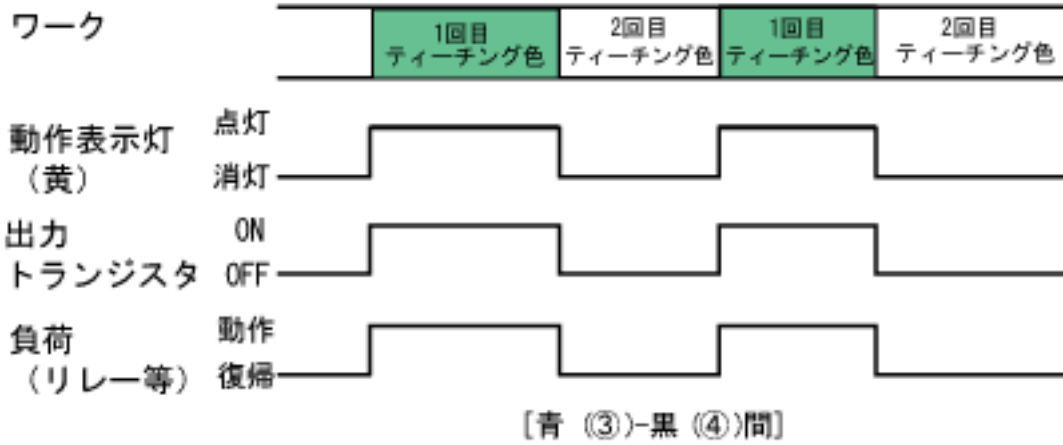 ワーク
1回目
ティーチング色
2回目
ティーチング色
1回目
ティーチング色
2回目
ティーチング色
動作表示灯
（黄）
点灯
消灯
出力
トランジスタ
ON
OFF
負荷
（リレー等）
動作
復帰
[青（③）-黒（④）間]